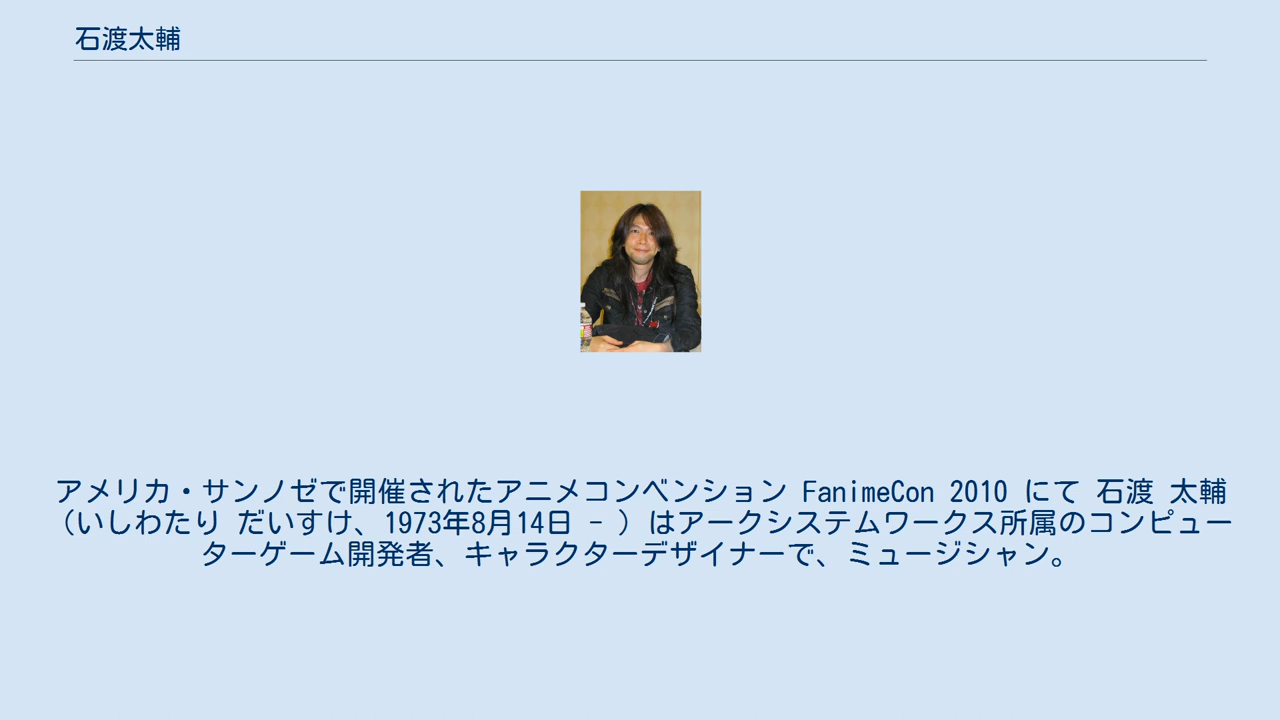 石渡太輔
アメリカ・サンノゼで開催されたアニメコンベンション FanimeCon 2010 にて 石渡 太輔
（いしわたり だいすけ、1973年8月14日 - ）はアークシステムワークス所属のコンピュー
ターゲーム開発者、キャラクターデザイナーで、ミュージシャン。